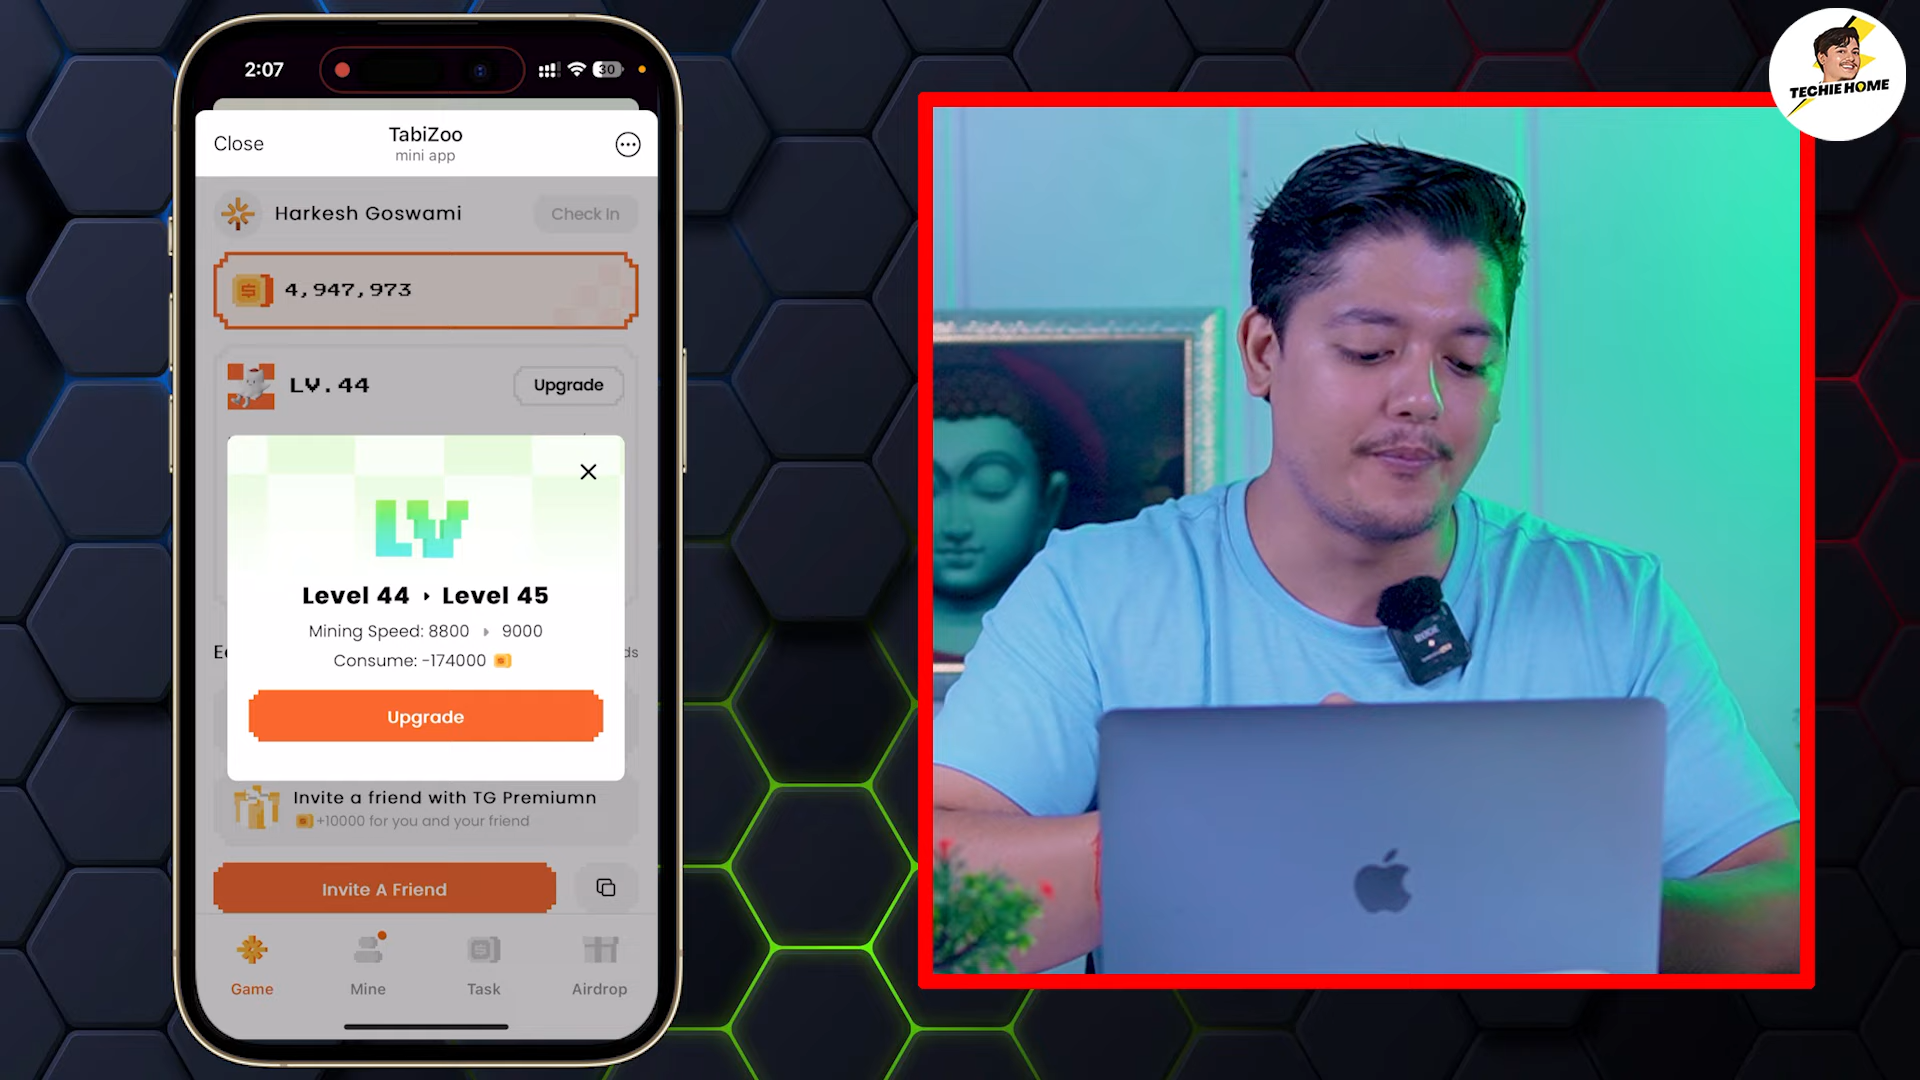 2:07
30
Close
TabiZoo
mini app
Harkesh Goswami
Check In
4,947,973
LV.44
Upgrade
LV
Level 44 ▸ Level 45
Mining Speed: 8800 ▸ 9000
Consume: -174000
Upgrade
ds
Invite a friend with TG Premiumn
+10000 for you and your friend
Invite A Friend
Game
Mine
Task
Airdrop
TECHIE HOME